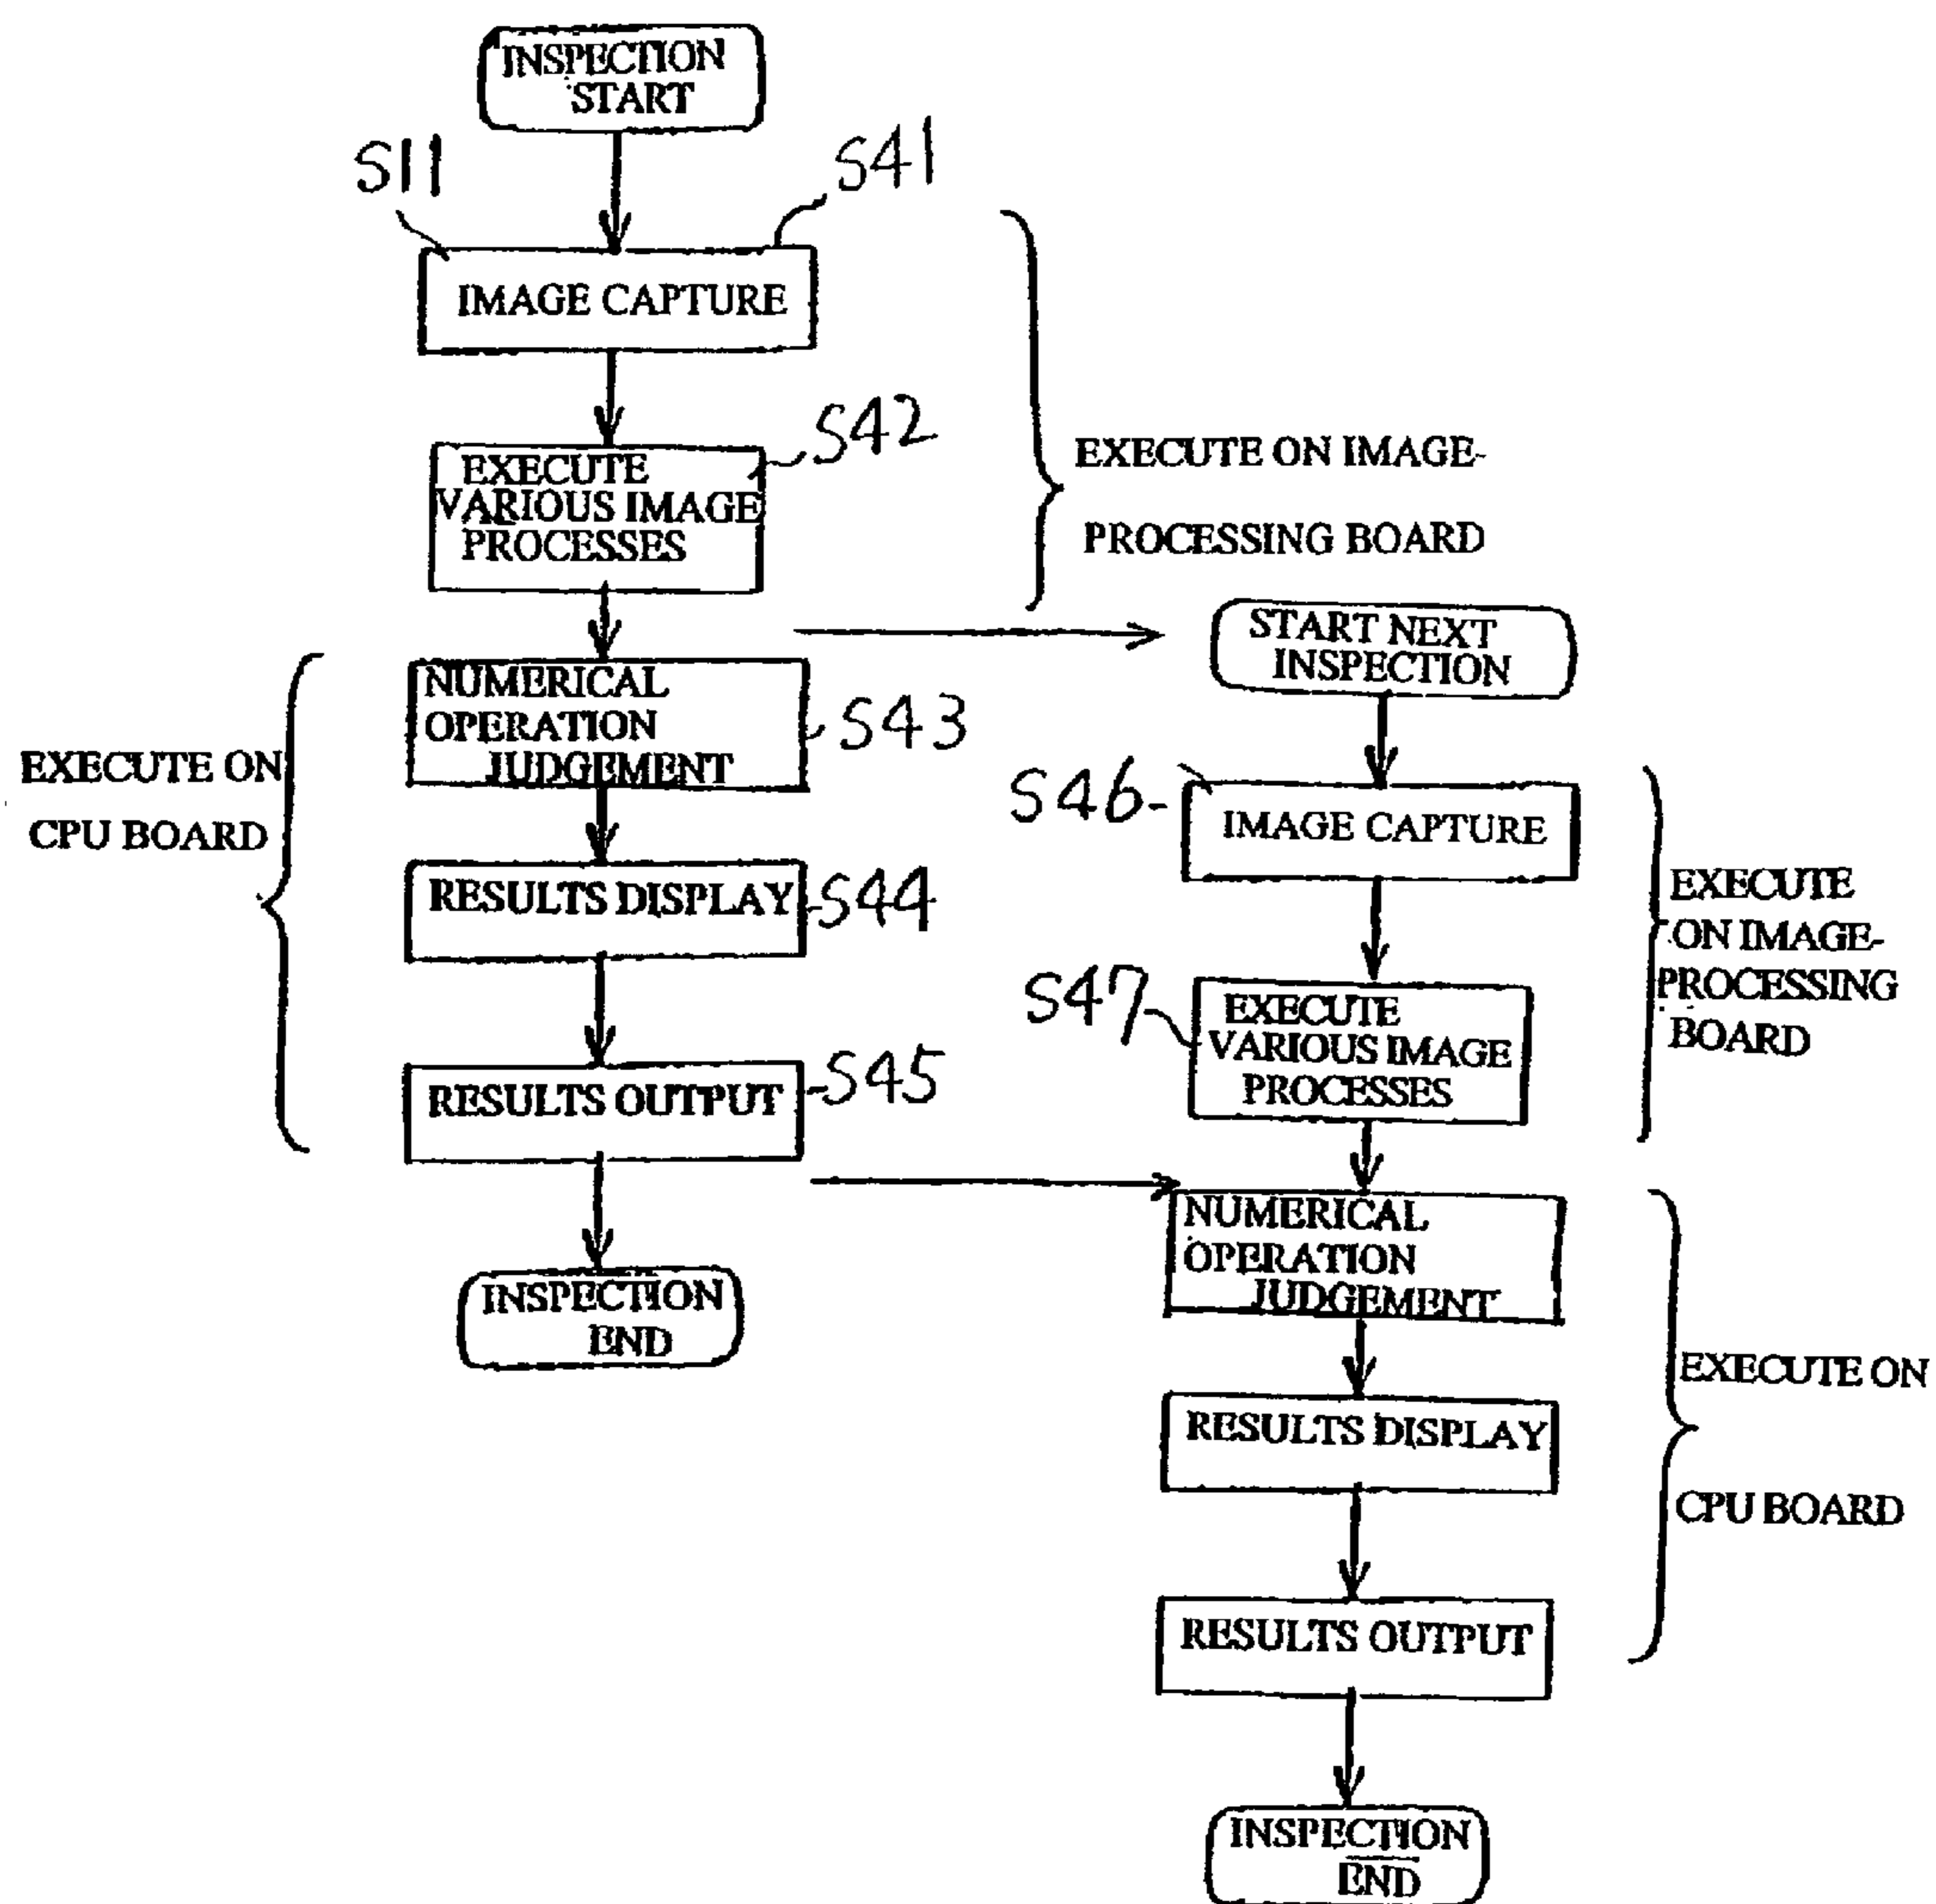 INSPECTION
START
S11
S41
IMAGE CAPTURE
S42
EXECUTE
VARIOUS IMAGE
PROCESSES
EXECUTE ON IMAGE-
PROCESSING BOARD
NUMERICAL
OPERATION
JUDGEMENT
S43
EXECUTE ON
CPU BOARD
RESULTS DISPLAY
S44
RESULTS OUTPUT
S45
INSPECTION
END
START NEXT
INSPECTION
S46
IMAGE CAPTURE
S47
EXECUTE
VARIOUS IMAGE
PROCESSES
EXECUTE
ON IMAGE-
PROCESSING
BOARD
NUMERICAL
OPERATION
JUDGEMENT
RESULTS DISPLAY
RESULTS OUTPUT
EXECUTE ON
CPU BOARD
INSPECTION
END